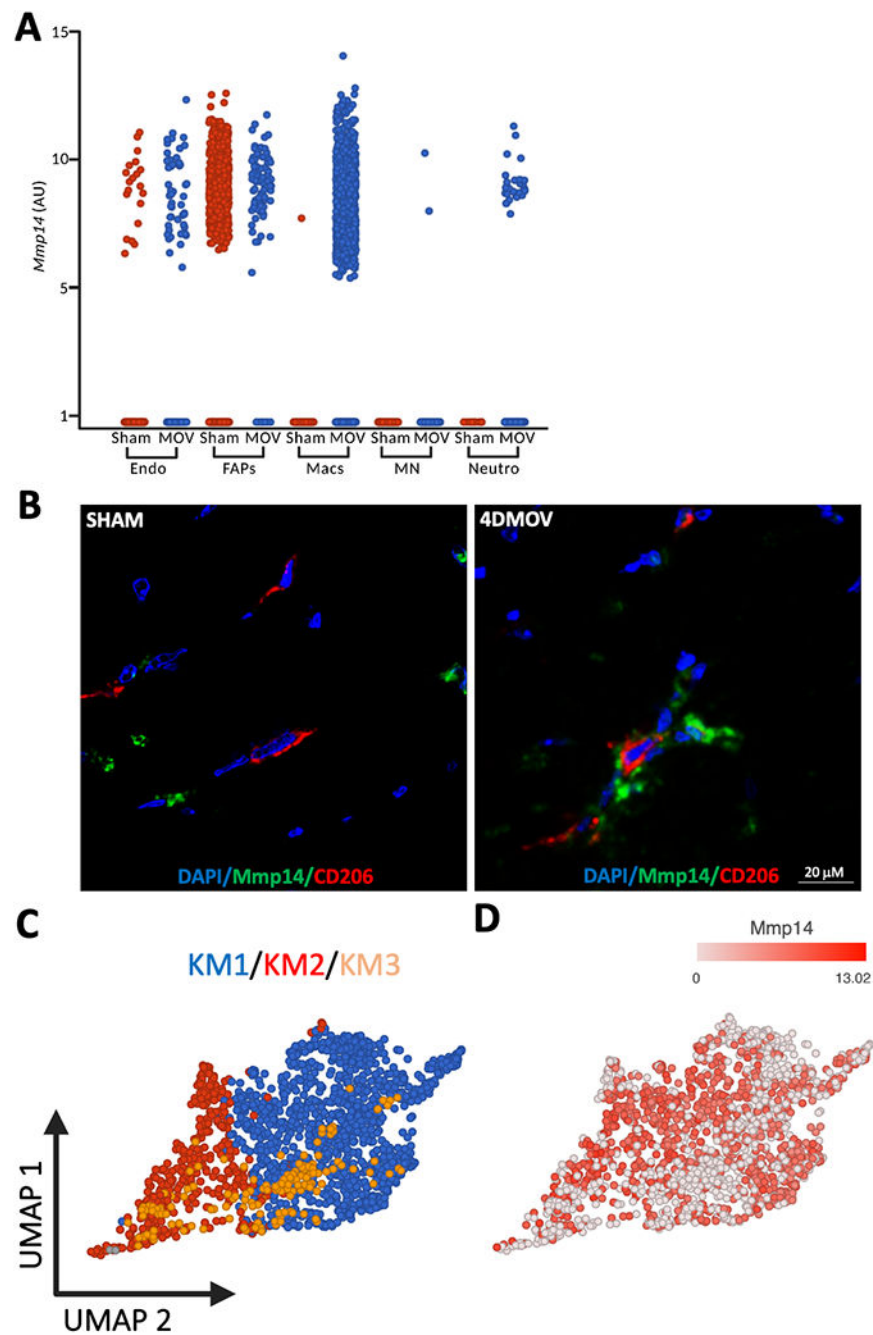 A
15
10
5
1
Mmp14 (AU)
Sham MOV Sham MOV Sham MOV Sham MOV Sham MOV
Endo FAPs Macs MN Neutro
B
SHAM
4DMOV
DAPI/Mmp14/CD206
DAPI/Mmp14/CD206
20 µM
C
KM1/KM2/KM3
UMAP 1
UMAP 2
D
Mmp14
0 13.02